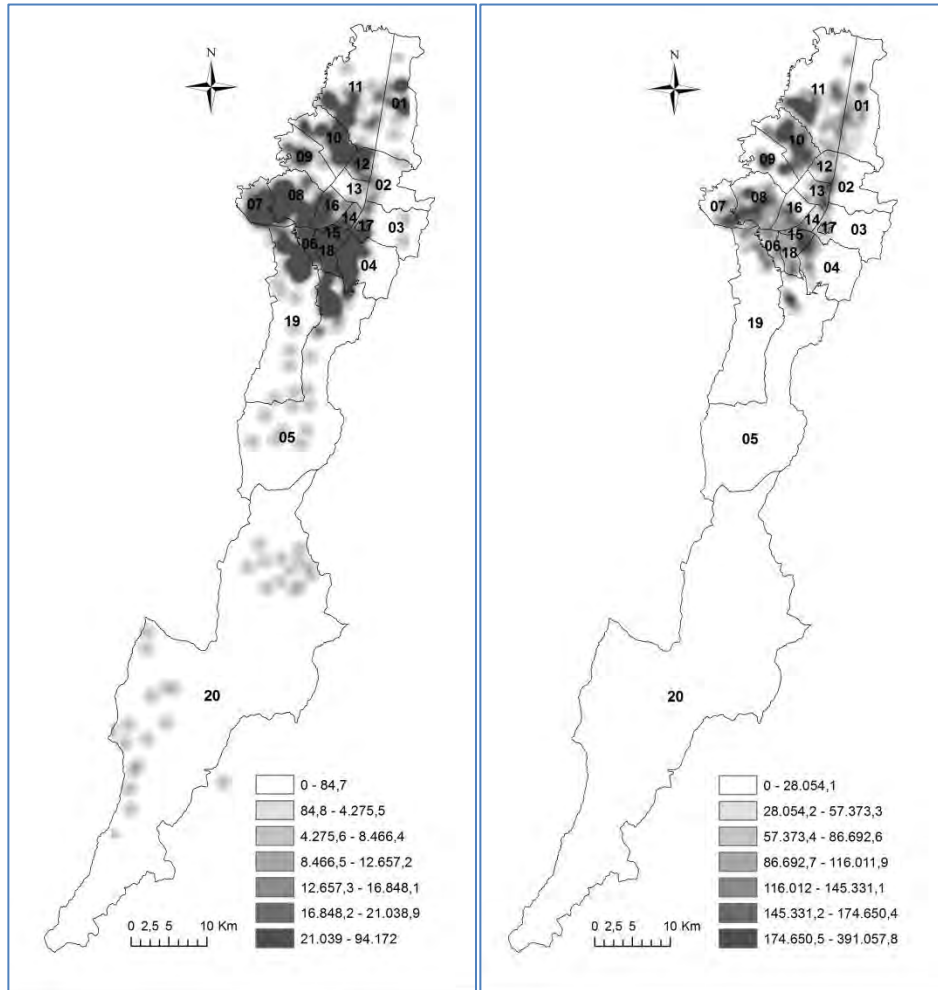 N
11
01
10
09
12
02
13
08
07
16
14
17
03
15
06
18
04
19
05
20
0 - 84,7
84,8 - 4.275,5
4.275,6 - 8.466,4
8.466,5 - 12.657,2
12.657,3 - 16.848,1
16.848,2 - 21.038,9
21.039 - 94.172
0 2,5 5 10 Km
N
11
01
10
09
12
02
13
08
07
16
14
17
03
15
06
18
04
19
05
20
0 - 28.054,1
28.054,2 - 57.373,3
57.373,4 - 86.692,6
86.692,7 - 116.011,9
116.012 - 145.331,1
145.331,2 - 174.650,4
174.650,5 - 391.057,8
0 2,5 5 10 Km